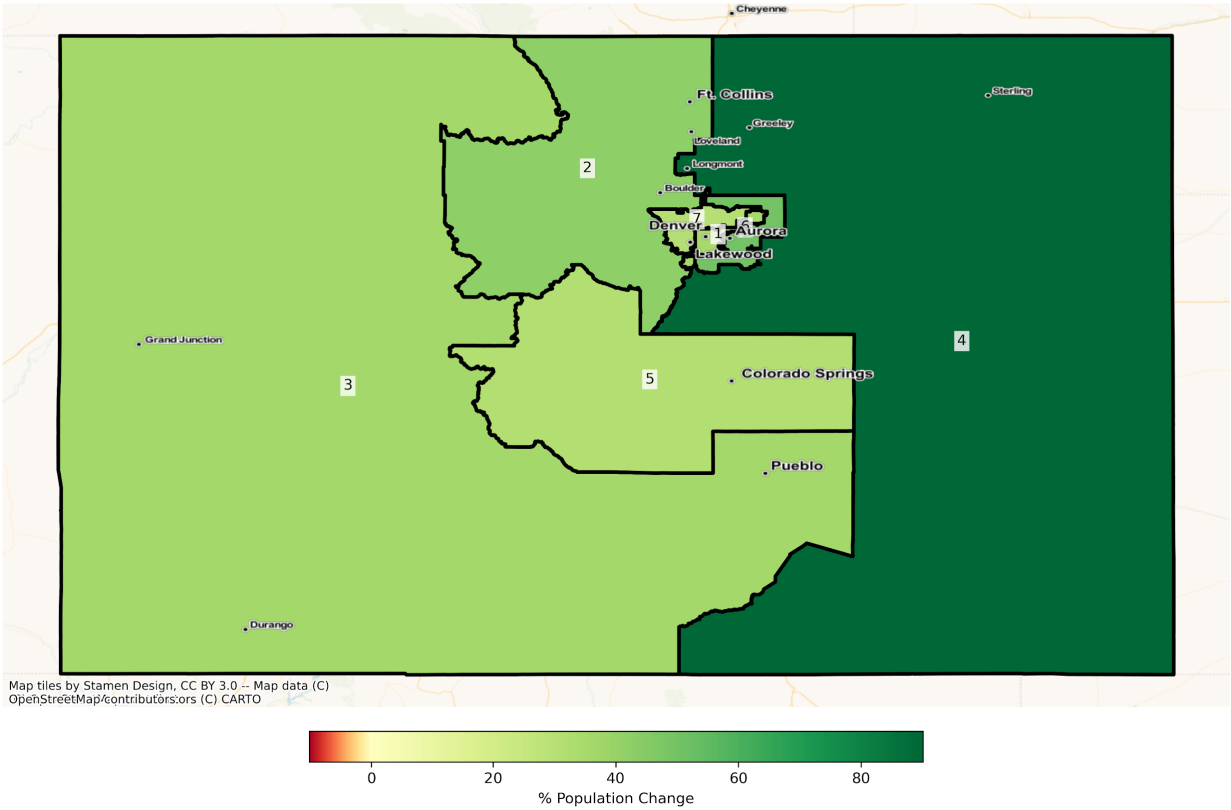 Cheyenne
Ft. Collins
Sterling
Greeley
Loveland
Longmont
2
Boulder
7
6
Denver
1
Aurora
Lakewood
Grand Junction
4
Colorado Springs
5
3
Pueblo
Durango
Map tiles by Stamen Design, CC BY 3.0 -- Map data (C)
OpenStreetMap contributors (C) CARTO
0 20 40 60 80
% Population Change